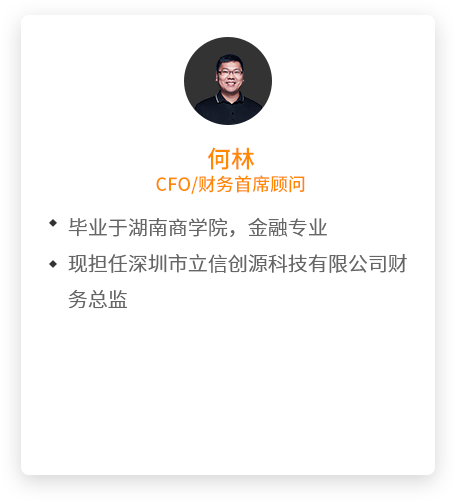 何林
CFO/财务首席顾问
毕业于湖南商学院，金融专业
现担任深圳市立信创源科技有限公司财
务总监